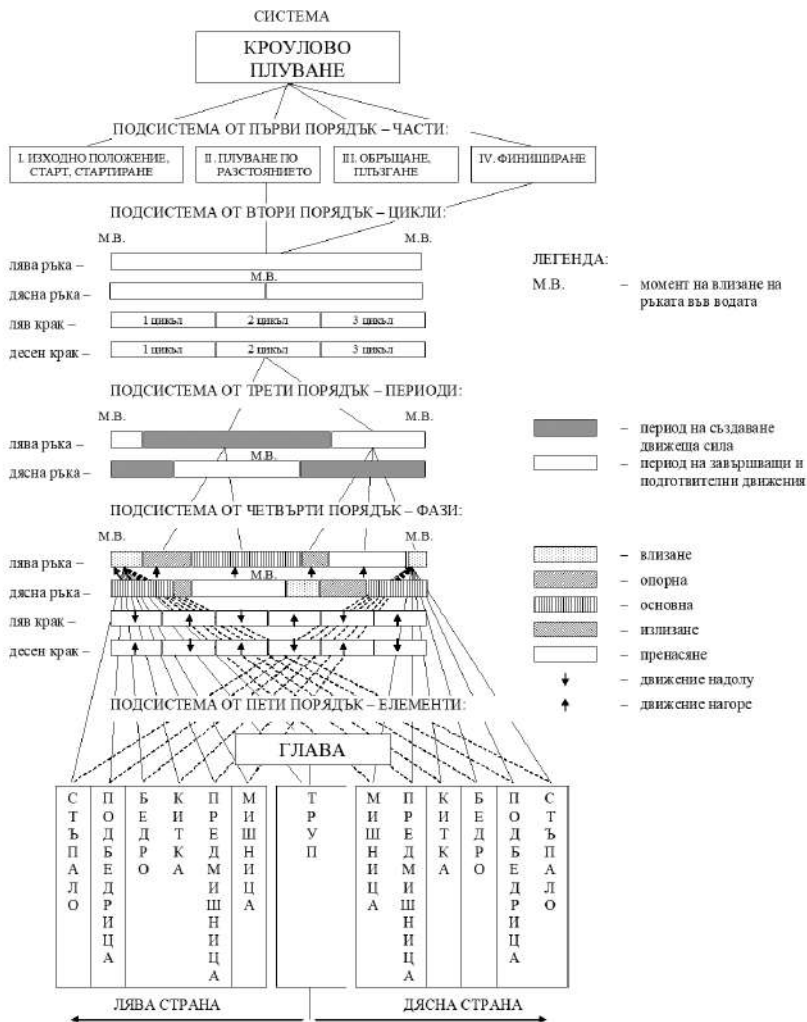 СИСТЕМА
КРОУЛОВО
ПЛУВАНЕ
ПОДСИСТЕМА ОТ ПЪРВИ ПОРЯДЪК – ЧАСТИ:
I. ИЗХОДНО ПОЛОЖЕНИЕ,
СТАРТ, СТАРТИРАНЕ
II. ПЛУВАНЕ ПО
РАЗСТОЯНИЕТО
III. ОБРЪЩАНЕ,
ПЛЪЗГАНЕ
IV. ФИНИШИРАНЕ
ПОДСИСТЕМА ОТ ВТОРИ ПОРЯДЪК – ЦИКЛИ:
М.В. М.В.
лява ръка –
М.В.
дясна ръка –
ляв крак – 1 цикъл 2 цикъл 3 цикъл
десен крак – 1 цикъл 2 цикъл 3 цикъл
ЛЕГЕНДА:
М.В. – момент на влизане на
ръката във водата
ПОДСИСТЕМА ОТ ТРЕТИ ПОРЯДЪК – ПЕРИОДИ:
М.В. М.В.
лява ръка –
М.В.
дясна ръка –
– период на създаване
движеща сила
– период на завършващи и
подготвителни движения
ПОДСИСТЕМА ОТ ЧЕТВЪРТИ ПОРЯДЪК – ФАЗИ:
М.В. М.В.
лява ръка –
М.В.
дясна ръка –
ляв крак –
десен крак –
– влизане
– опорна
– основна
– излизане
– пренасяне
– движение надолу
– движение нагоре
ПОДСИСТЕМА ОТ ПЕТИ ПОРЯДЪК – ЕЛЕМЕНТИ:
ГЛАВА
СТЪПАЛО
ПОДБЕДРИЦА
БЕДРО
КИТКА
ПРЕДМИШНИЦА
МИШНИЦА
ТРУП
МИШНИЦА
ПРЕДМИШНИЦА
КИТКА
БЕДРО
ПОДБЕДРИЦА
СТЪПАЛО
ЛЯВА СТРАНА
ДЯСНА СТРАНА